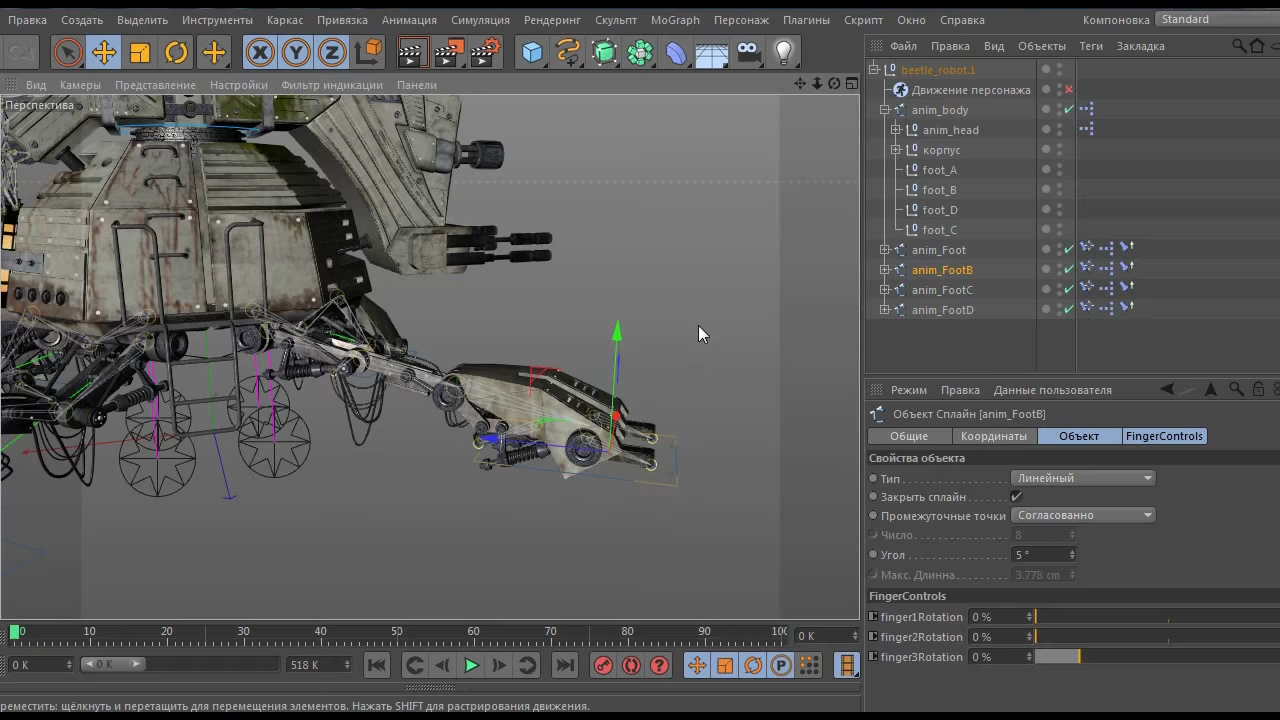 Правка Создать Выделить Инструменты Каркас Привязка Анимация Симуляция Рендеринг Скульпт MoGraph Персонаж Плагины Скрипт Окно Справка Компоновка Standard
X Y Z
Файл Правка Вид Объекты Теги Закладка
Вид Камеры Представление Настройки Фильтр индикации Панели
Перспектива
beetle_robot.1
Движение персонажа
anim_body
anim_head
корпус
foot_A
foot_B
foot_D
foot_C
anim_Foot
anim_FootB
anim_FootC
anim_FootD
Режим Правка Данные пользователя
Объект Сплайн [anim_FootB]
Общие Координаты Объект FingerControls
Свойства объекта
Тип Линейный
Закрыть сплайн
Промежуточные точки Согласованно
Число 8
Угол 5 °
Макс. Длинна 3.778 cm
FingerControls
finger1Rotation 0 %
finger2Rotation 0 %
finger3Rotation 0 %
0 10 20 30 40 50 60 70 80 90 100 0 K
0 K 0 K 518 K
реместить: щёлкнуть и перетащить для перемещения элементов. Нажать SHIFT для растрирования движения.